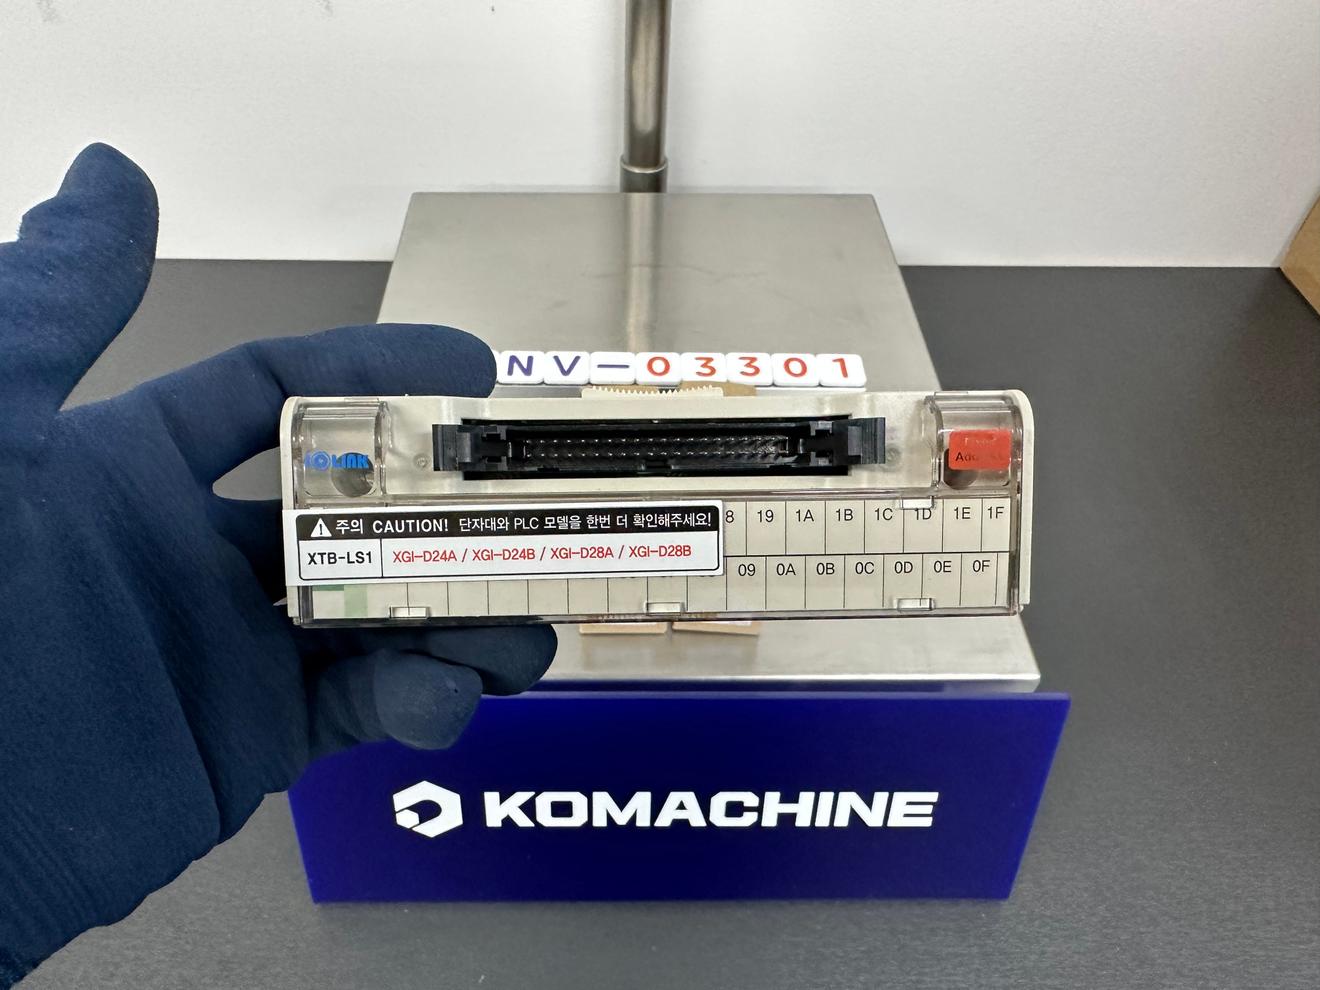 NV-03301
IOLINK
⚠ 주의 CAUTION! 단자대와 PLC 모델을 한번 더 확인해주세요!
XTB-LS1 XGI-D24A / XGI-D24B / XGI-D28A / XGI-D28B
8 19 1A 1B 1C 1D 1E 1F
09 0A 0B 0C 0D 0E 0F
KOMACHINE